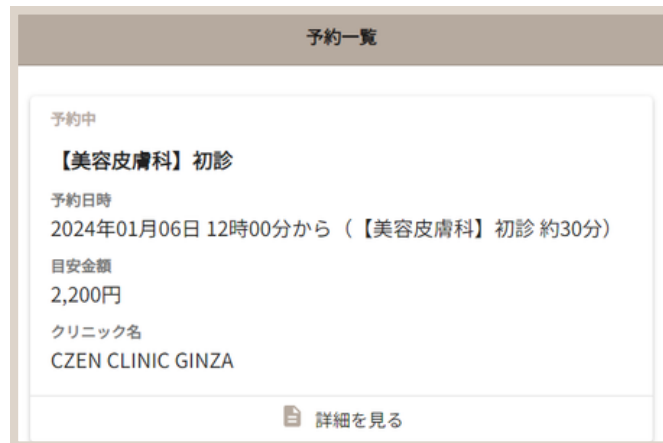 予約一覧
予約中
【美容皮膚科】初診
予約日時
2024年01月06日 12時00分から（【美容皮膚科】初診 約30分）
目安金額
2,200円
クリニック名
CZEN CLINIC GINZA
詳細を見る